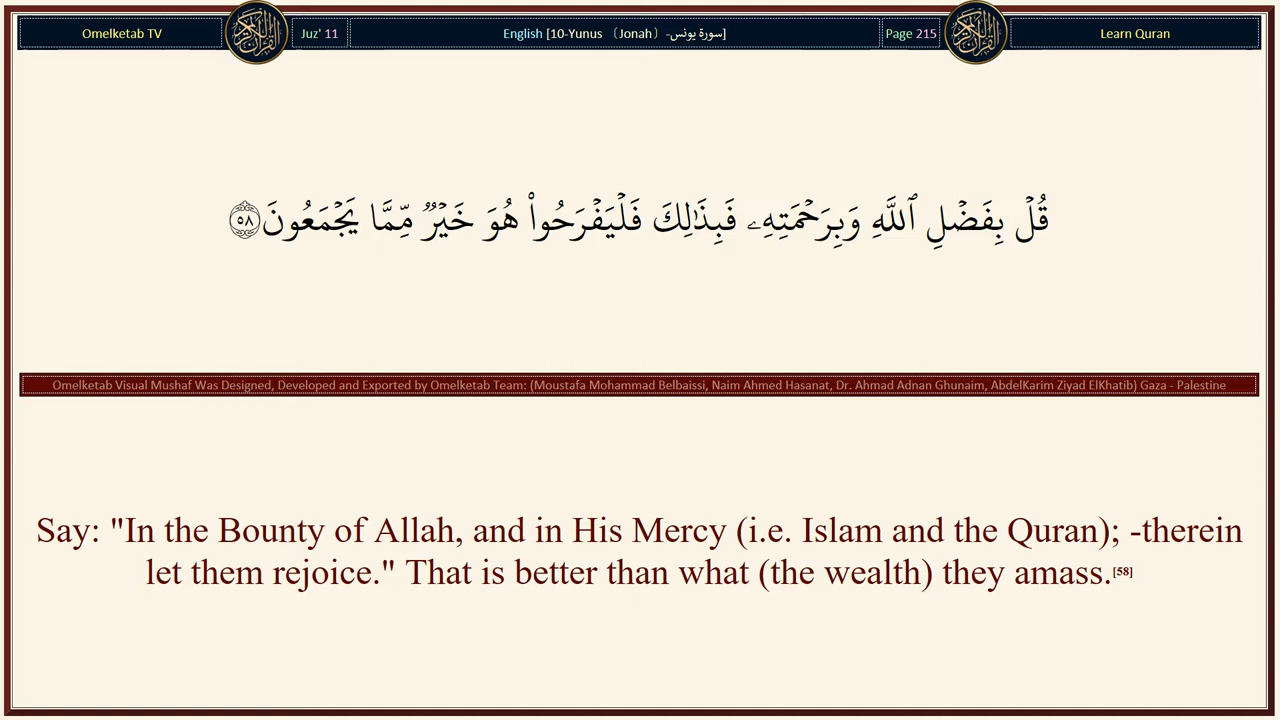 Omelketab TV
Juz' 11
English [10-Yunus (Jonah) -سورة يونس]
Page 215
Learn Quran
قُلۡ بِفَضۡلِ ٱللَّهِ وَبِرَحۡمَتِهِۦ فَبِذَٰلِكَ فَلۡيَفۡرَحُواْ هُوَ خَيۡرٞ مِّمَّا يَجۡمَعُونَ ٥٨
Omelketab Visual Mushaf Was Designed, Developed and Exported by Omelketab Team: (Moustafa Mohammad Belbaissi, Naim Ahmed Hasanat, Dr. Ahmad Adnan Ghunaim, AbdelKarim Ziyad ElKhatib) Gaza - Palestine
Say: "In the Bounty of Allah, and in His Mercy (i.e. Islam and the Quran); -therein
let them rejoice." That is better than what (the wealth) they amass.[58]